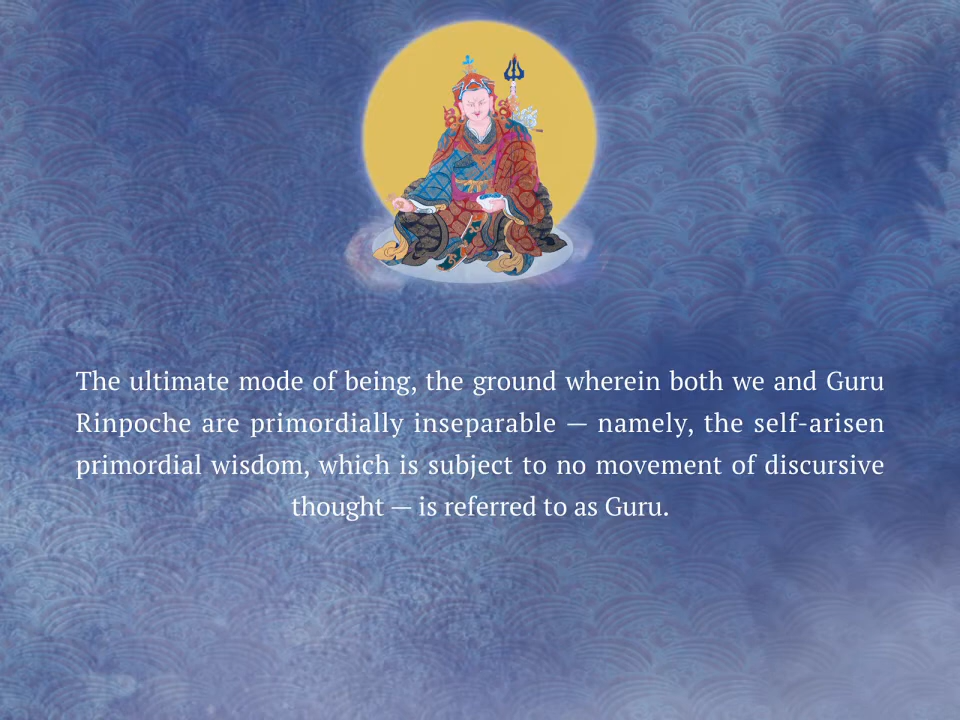 The ultimate mode of being, the ground wherein both we and Guru
Rinpoche are primordially inseparable — namely, the self-arisen
primordial wisdom, which is subject to no movement of discursive
thought — is referred to as Guru.